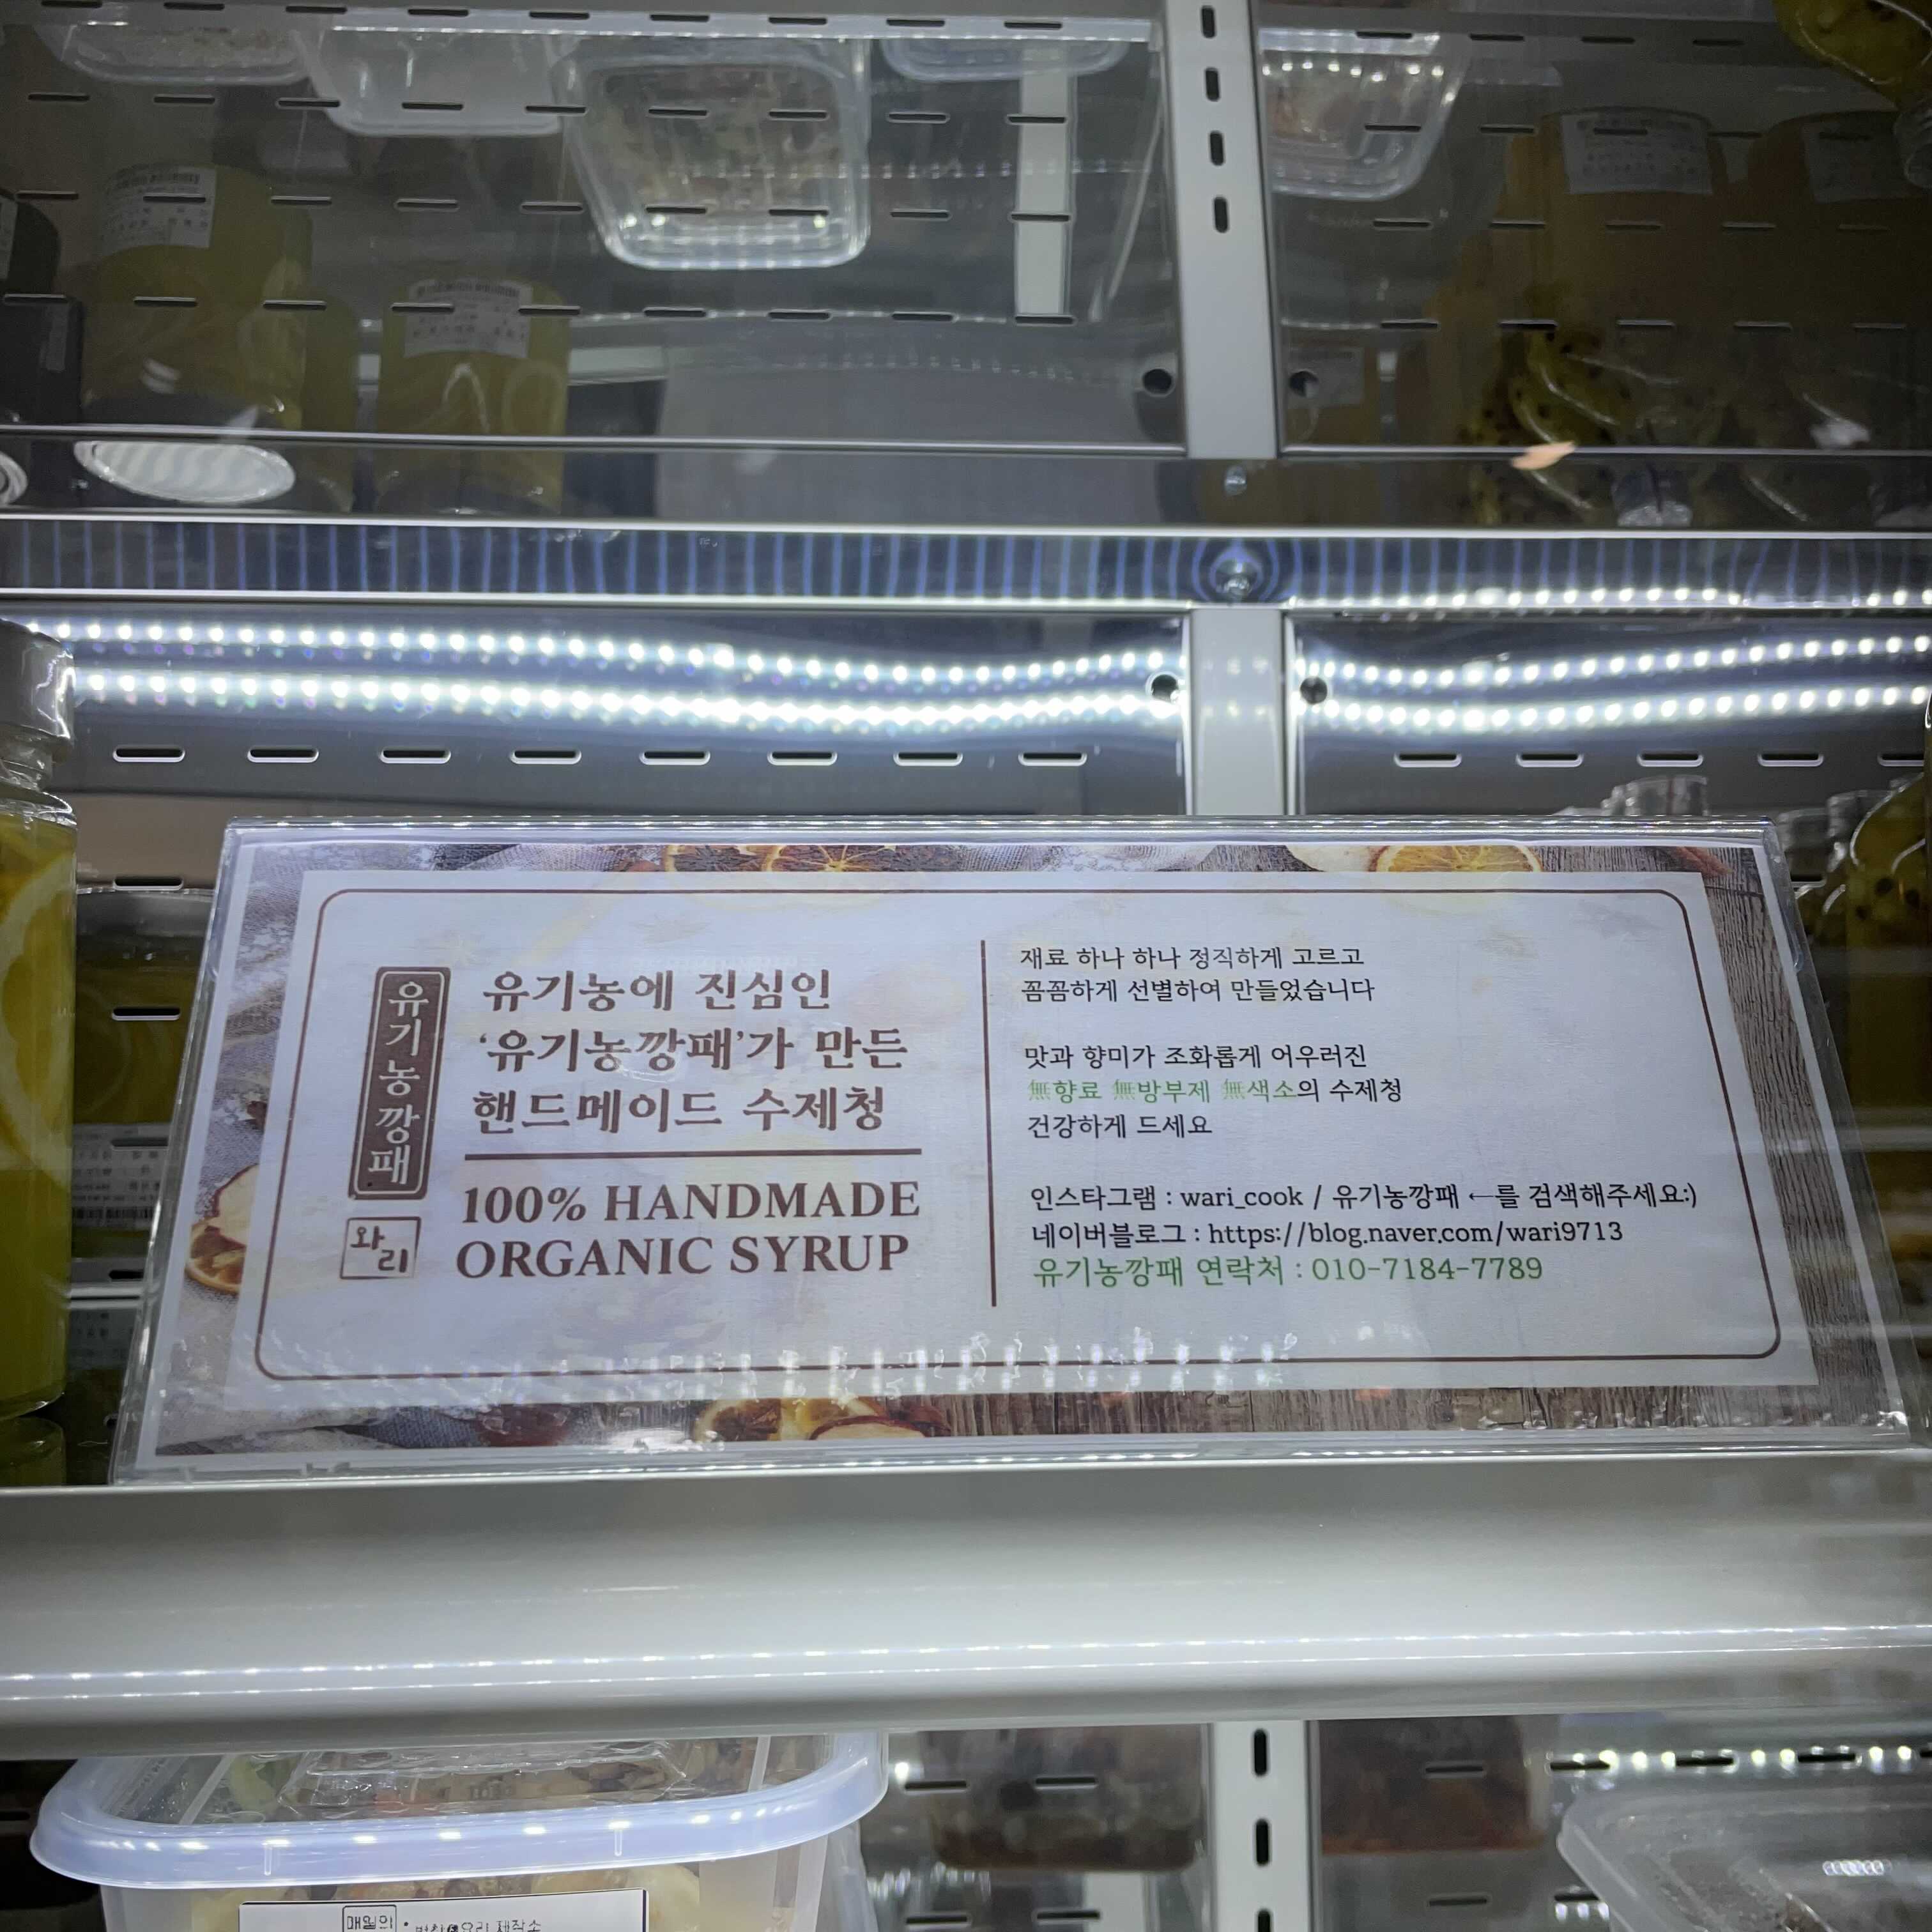 유기농깡패
와리
유기농에 진심인
‘유기농깡패’가 만든
핸드메이드 수제청
100% HANDMADE
ORGANIC SYRUP
재료 하나 하나 정직하게 고르고
꼼꼼하게 선별하여 만들었습니다
맛과 향미가 조화롭게 어우러진
無향료 無방부제 無색소의 수제청
건강하게 드세요
인스타그램 : wari_cook / 유기농깡패 ←를 검색해주세요:)
네이버블로그 : https://blog.naver.com/wari9713
유기농깡패 연락처 : 010-7184-7789
매일의